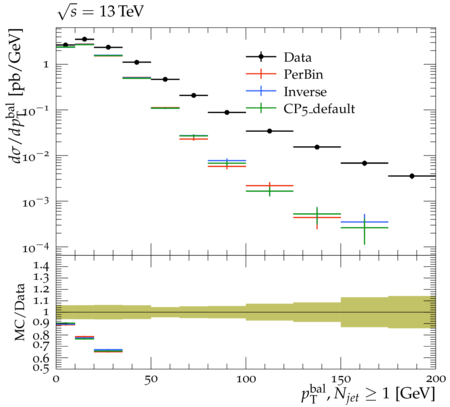 √s = 13 TeV
dσ/dp_T^bal [pb/GeV]
1
10⁻¹
10⁻²
10⁻³
10⁻⁴
Data
PerBin
Inverse
CP5_default
MC/Data
1.4
1.3
1.2
1.1
1
0.9
0.8
0.7
0.6
0.5
0 50 100 150 200
p_T^bal, N_jet ≥ 1 [GeV]